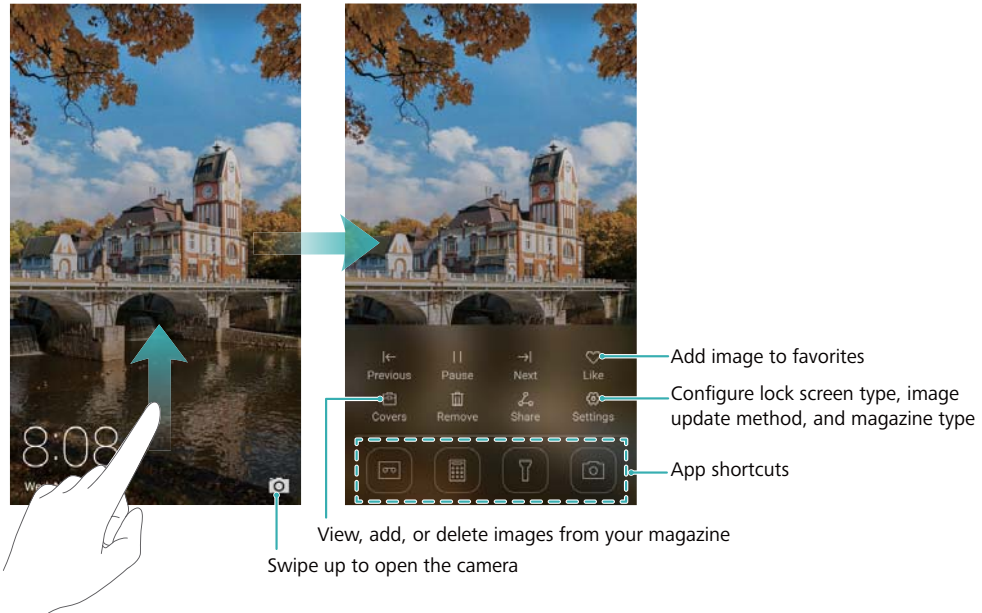 8:08
Previous
Pause
Next
Like
Add image to favorites
Covers
Remove
Share
Settings
Configure lock screen type, image
update method, and magazine type
App shortcuts
View, add, or delete images from your magazine
Swipe up to open the camera